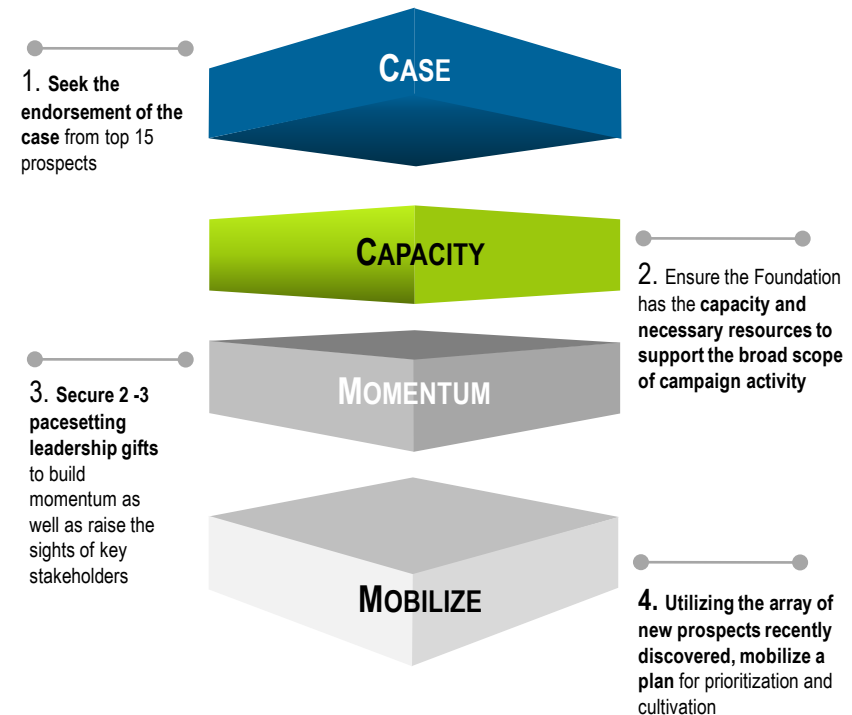 CASE
1. Seek the
endorsement of the
case from top 15
prospects
CAPACITY
2. Ensure the Foundation
has the capacity and
necessary resources to
support the broad scope
of campaign activity
MOMENTUM
3. Secure 2 -3
pacesetting
leadership gifts
to build
momentum as
well as raise the
sights of key
stakeholders
MOBILIZE
4. Utilizing the array of
new prospects recently
discovered, mobilize a
plan for prioritization and
cultivation